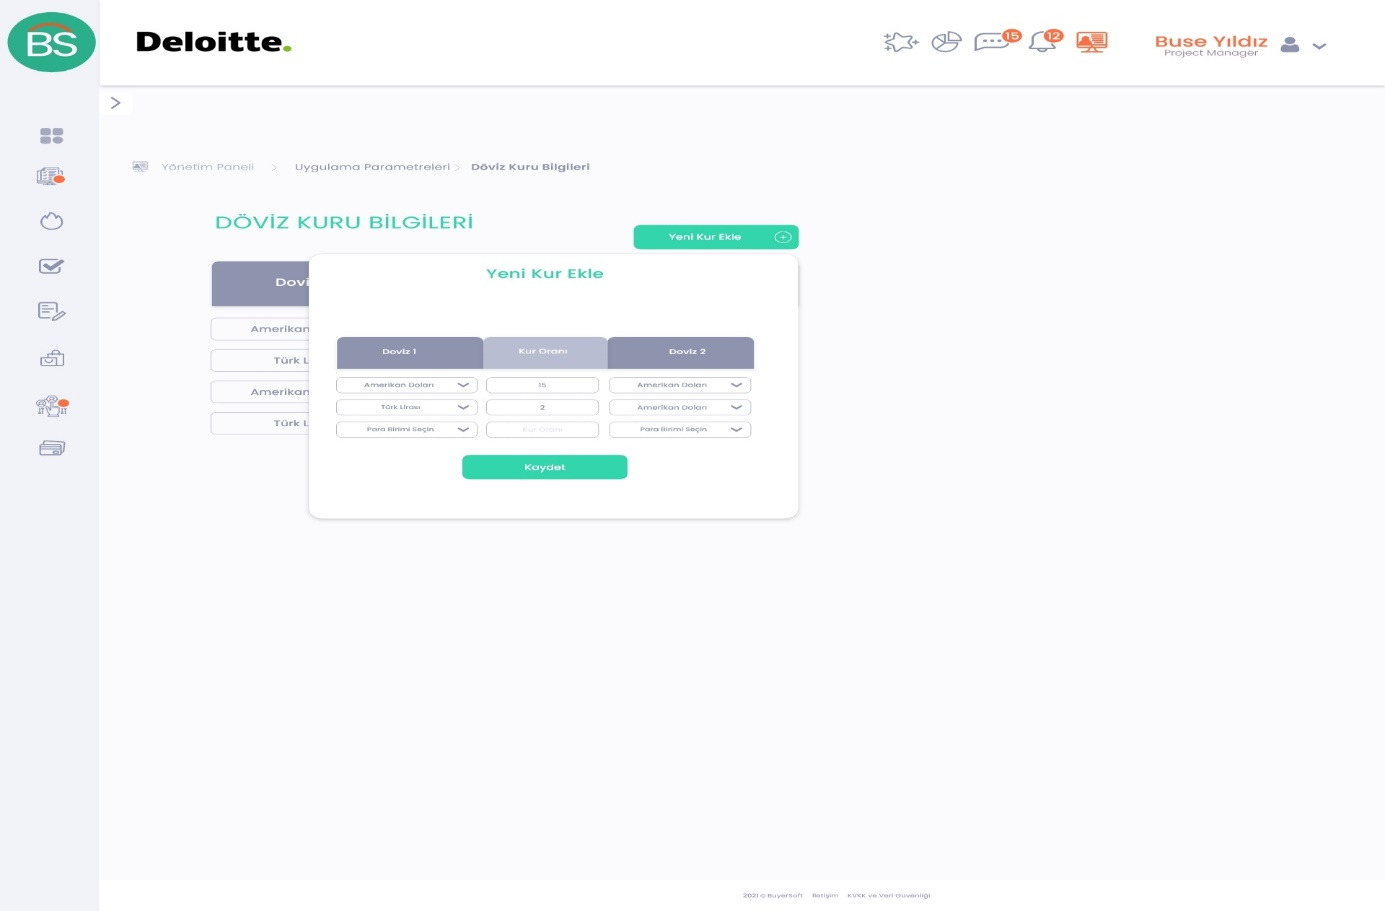 BS
Deloitte.
15
12
Buse Yıldız
Project Manager
Yönetim Paneli > Uygulama Parametreleri > Döviz Kuru Bilgileri
DÖVİZ KURU BİLGİLERİ
Yeni Kur Ekle
Dovi
Amerikan
Türk L
Amerikan
Türk L
Yeni Kur Ekle
Doviz 1 Kur Oranı Doviz 2
Amerikan Doları 15 Amerikan Doları
Türk Lirası 2 Amerikan Doları
Para Birimi Seçin Kur Oranı Para Birimi Seçin
Kaydet
2021 © BuyerSoft İletişim KVKK ve Veri Güvenliği